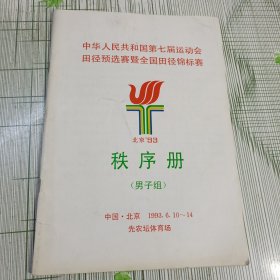 中华人民共和国第七届运动会
田径预选赛暨全国田径锦标赛
北京'93
秩序册
(男子组)
中国·北京 1993.6.10～14
先农坛体育场